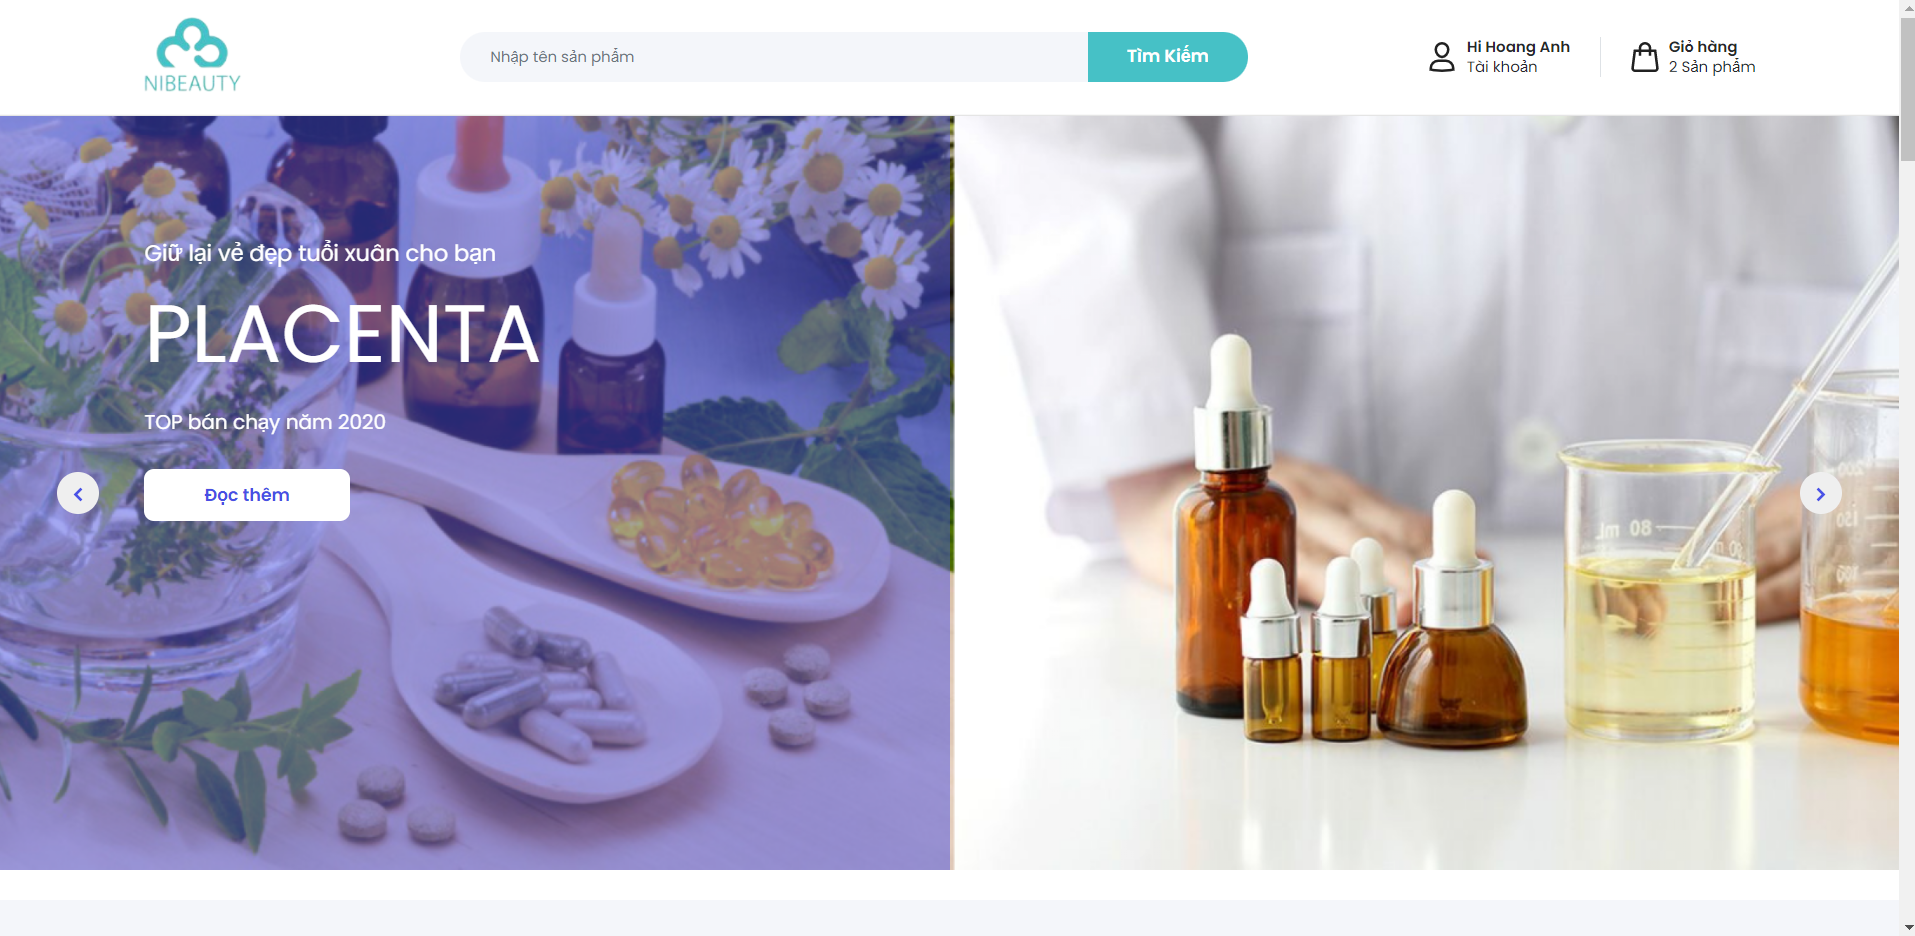 NIBEAUTY
Nhập tên sản phẩm
Tìm Kiếm
Hi Hoang Anh
Tài khoản
Giỏ hàng
2 Sản phẩm
Giữ lại vẻ đẹp tuổi xuân cho bạn
PLACENTA
TOP bán chạy năm 2020
Đọc thêm
80 mL